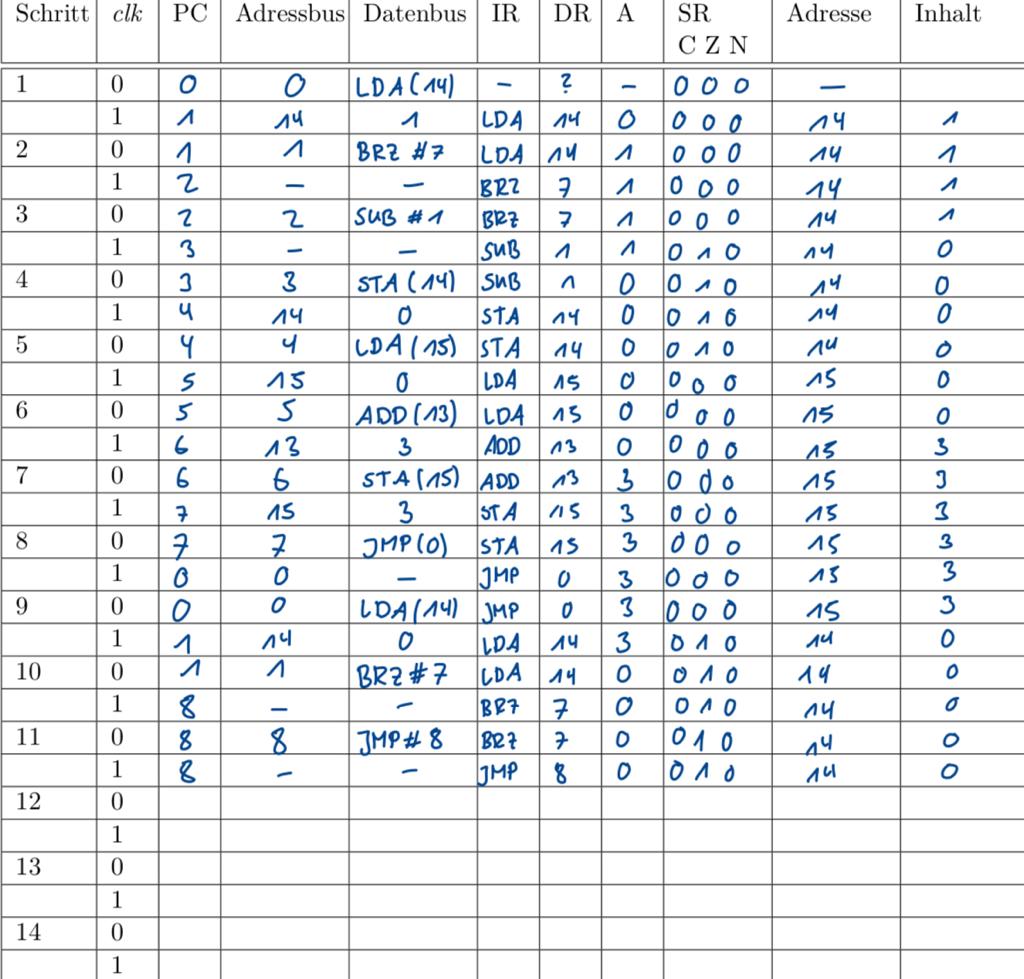 Schritt clk PC Adressbus Datenbus IR DR A SR Adresse Inhalt
C Z N
1 0 0 0 LDA(14) – ? – 0 0 0 –
1 1 14 1 LDA 14 0 0 0 0 14 1
2 0 1 1 BRZ #7 LDA 14 1 0 0 0 14 1
1 2 – – BRZ 7 1 0 0 0 14 1
3 0 2 2 SUB #1 BRZ 7 1 0 0 0 14 1
1 3 – – SUB 1 1 0 1 0 14 0
4 0 3 3 STA(14) SUB 1 0 0 1 0 14 0
1 4 14 0 STA 14 0 0 1 0 14 0
5 0 4 4 LDA(15) STA 14 0 0 1 0 14 0
1 5 15 0 LDA 15 0 0 0 0 15 0
6 0 5 5 ADD(13) LDA 15 0 0 0 0 15 0
1 6 13 3 ADD 13 0 0 0 0 15 3
7 0 6 6 STA(15) ADD 13 3 0 0 0 15 3
1 7 15 3 STA 15 3 0 0 0 15 3
8 0 7 7 JMP(0) STA 15 3 0 0 0 15 3
1 0 0 – JMP 0 3 0 0 0 15 3
9 0 0 0 LDA(14) JMP 0 3 0 0 0 15 3
1 1 14 0 LDA 14 3 0 1 0 14 0
10 0 1 1 BRZ #7 LDA 14 0 0 1 0 14 0
1 8 – – BRZ 7 0 0 1 0 14 0
11 0 8 8 JMP# 8 BRZ 7 0 0 1 0 14 0
1 8 – – JMP 8 0 0 1 0 14 0
12 0
1
13 0
1
14 0
1